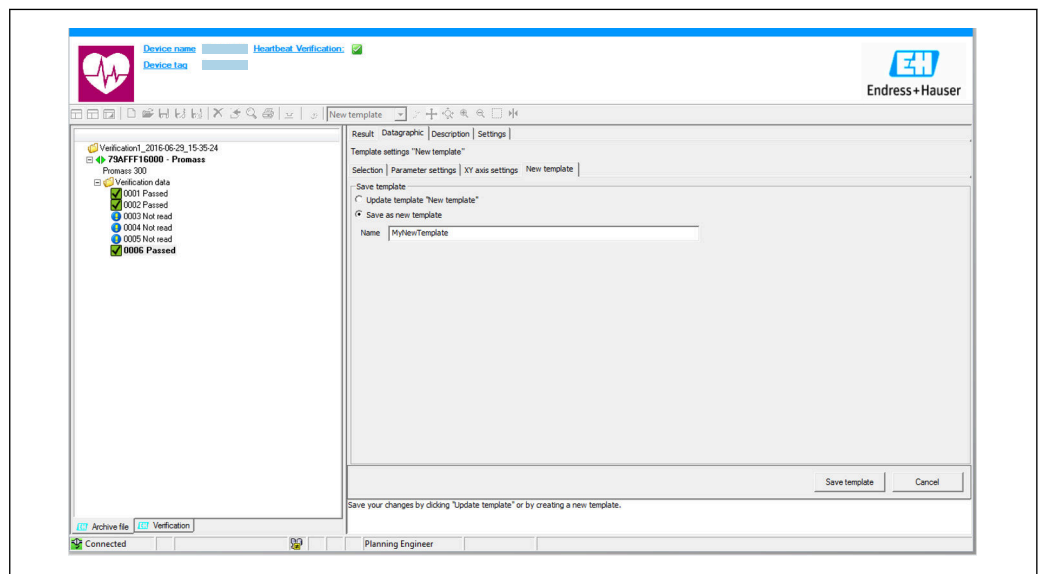 Device name
Heartbeat Verification:
Device tag
Endress+Hauser
New template
Verification1_2016-06-29_15-35-24
79AFFF16000 - Promass
Promass 300
Verification data
0001 Passed
0002 Passed
0003 Not read
0004 Not read
0005 Not read
0006 Passed
Result Datagraphic Description Settings
Template settings "New template"
Selection Parameter settings XY axis settings New template
Save template
Update template "New template"
Save as new template
Name MyNewTemplate
Save template Cancel
Save your changes by clicking "Update template" or by creating a new template.
Archive file Verification
Connected Planning Engineer